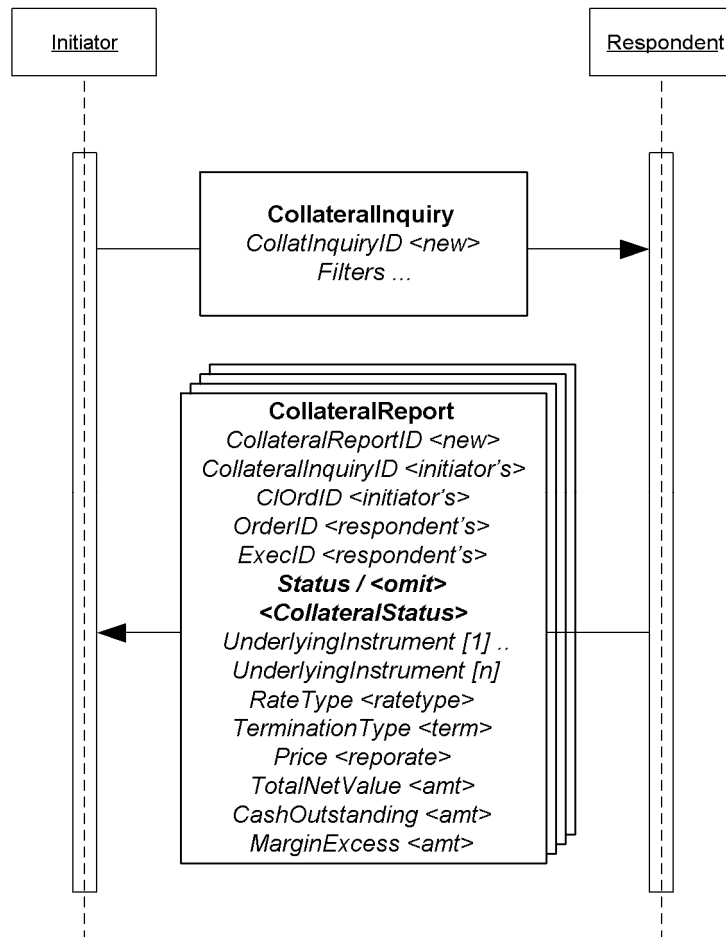 Initiator
Respondent
CollateralInquiry
CollatInquiryID <new>
Filters ...
CollateralReport
CollateralReportID <new>
CollateralInquiryID <initiator's>
ClOrdID <initiator's>
OrderID <respondent's>
ExecID <respondent's>
Status / <omit>
<CollateralStatus>
UnderlyingInstrument [1] ..
UnderlyingInstrument [n]
RateType <ratetype>
TerminationType <term>
Price <reporate>
TotalNetValue <amt>
CashOutstanding <amt>
MarginExcess <amt>